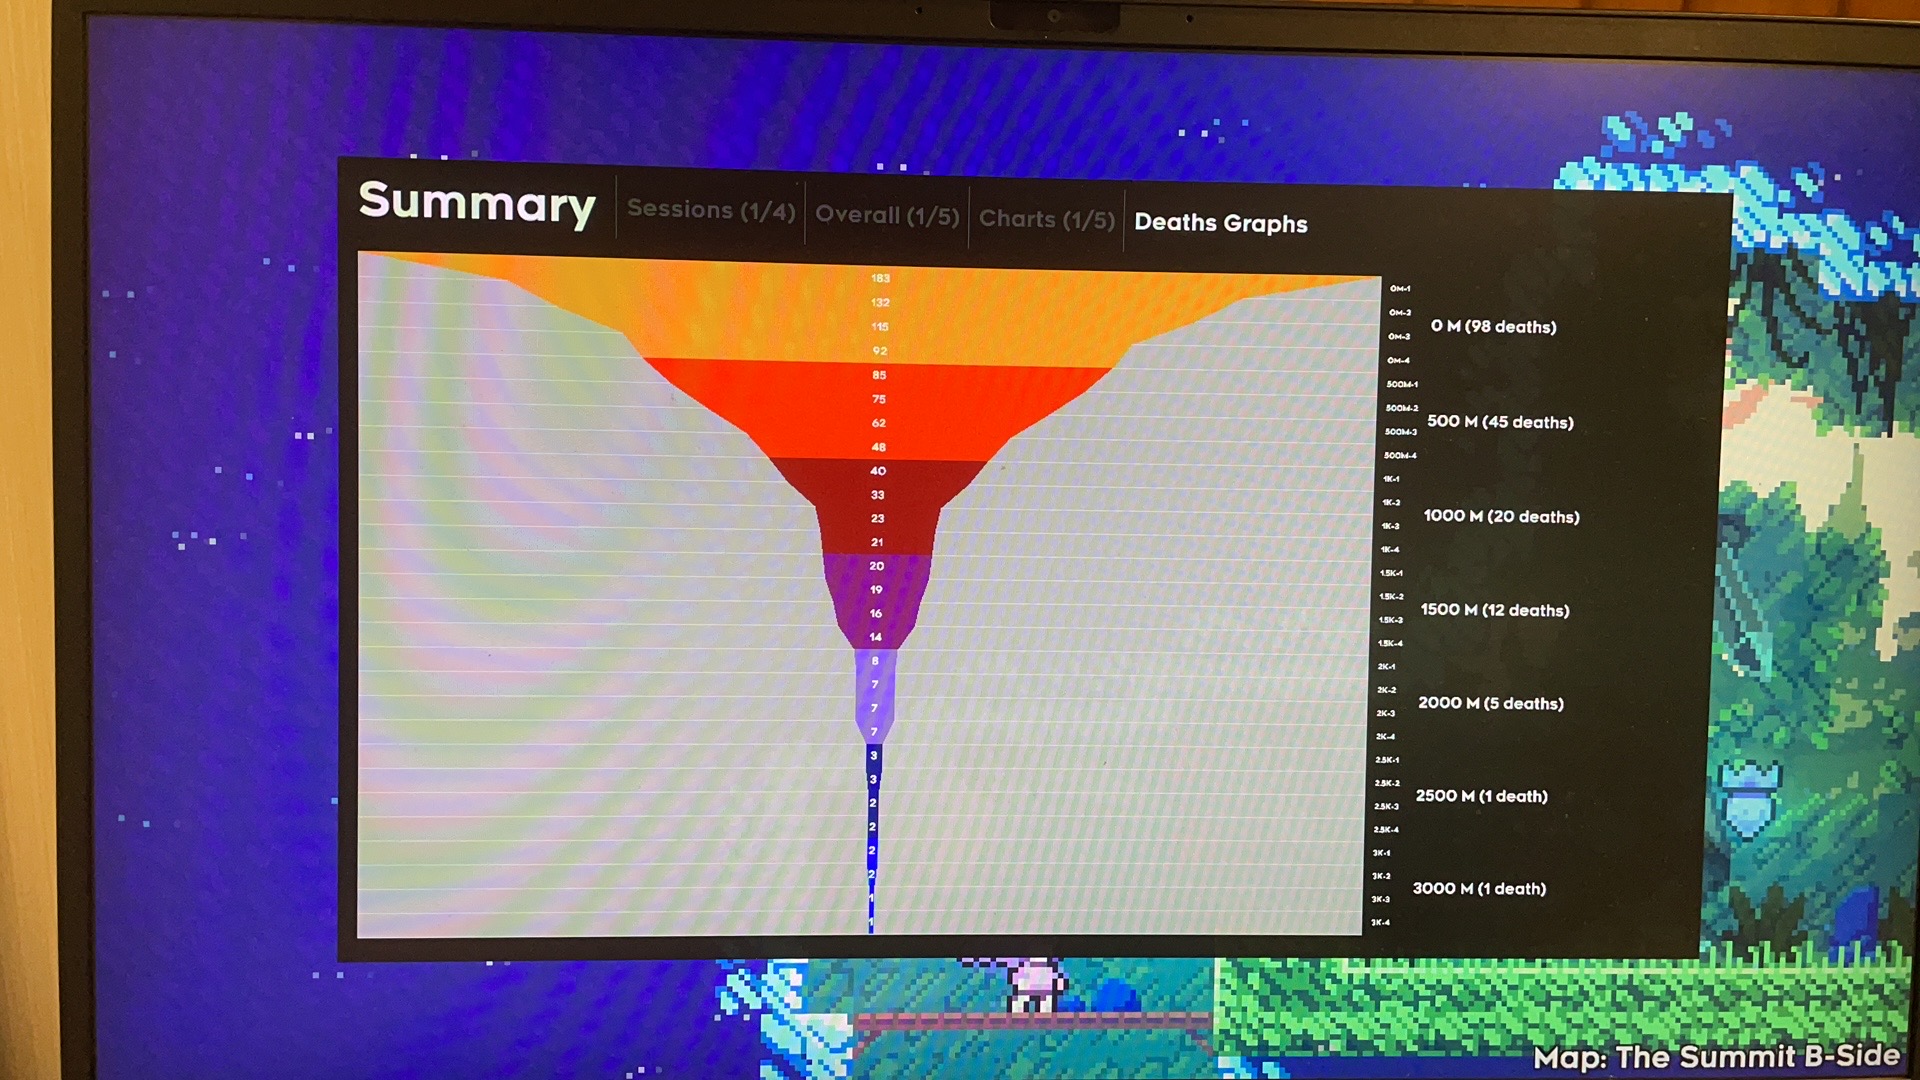 Summary
Sessions (1/4)
Overall (1/5)
Charts (1/5)
Deaths Graphs
183
132
115
92
85
75
62
48
40
33
23
21
20
19
16
14
8
7
7
7
3
3
2
2
2
2
1
1
0M-1
0M-2
0M-3
0M-4
500M-1
500M-2
500M-3
500M-4
1K-1
1K-2
1K-3
1K-4
1.5K-1
1.5K-2
1.5K-3
1.5K-4
2K-1
2K-2
2K-3
2K-4
2.5K-1
2.5K-2
2.5K-3
2.5K-4
3K-1
3K-2
3K-3
3K-4
0 M (98 deaths)
500 M (45 deaths)
1000 M (20 deaths)
1500 M (12 deaths)
2000 M (5 deaths)
2500 M (1 death)
3000 M (1 death)
Map: The Summit B-Side